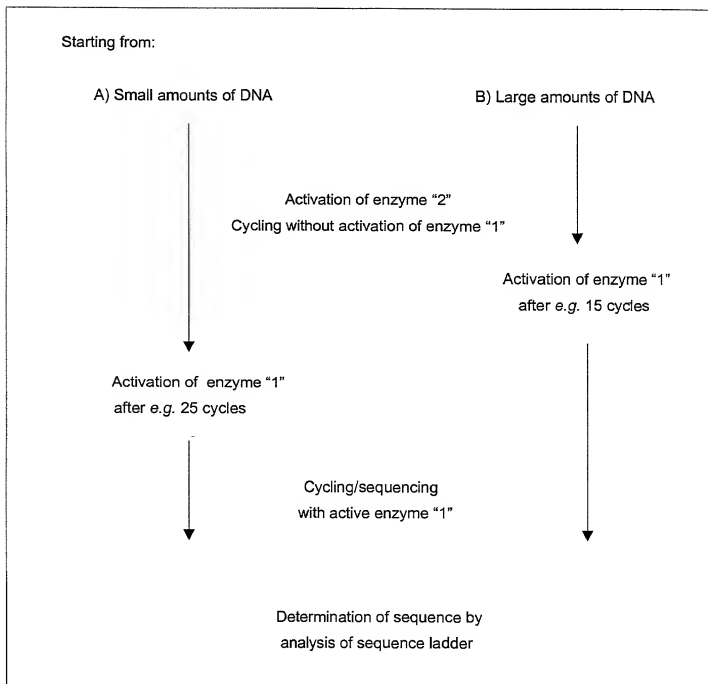 Starting from:
A) Small amounts of DNA
B) Large amounts of DNA
Activation of enzyme “2”
Cycling without activation of enzyme “1”
Activation of enzyme “1”
after e.g. 15 cycles
Activation of enzyme “1”
after e.g. 25 cycles
Cycling/sequencing
with active enzyme “1”
Determination of sequence by
analysis of sequence ladder